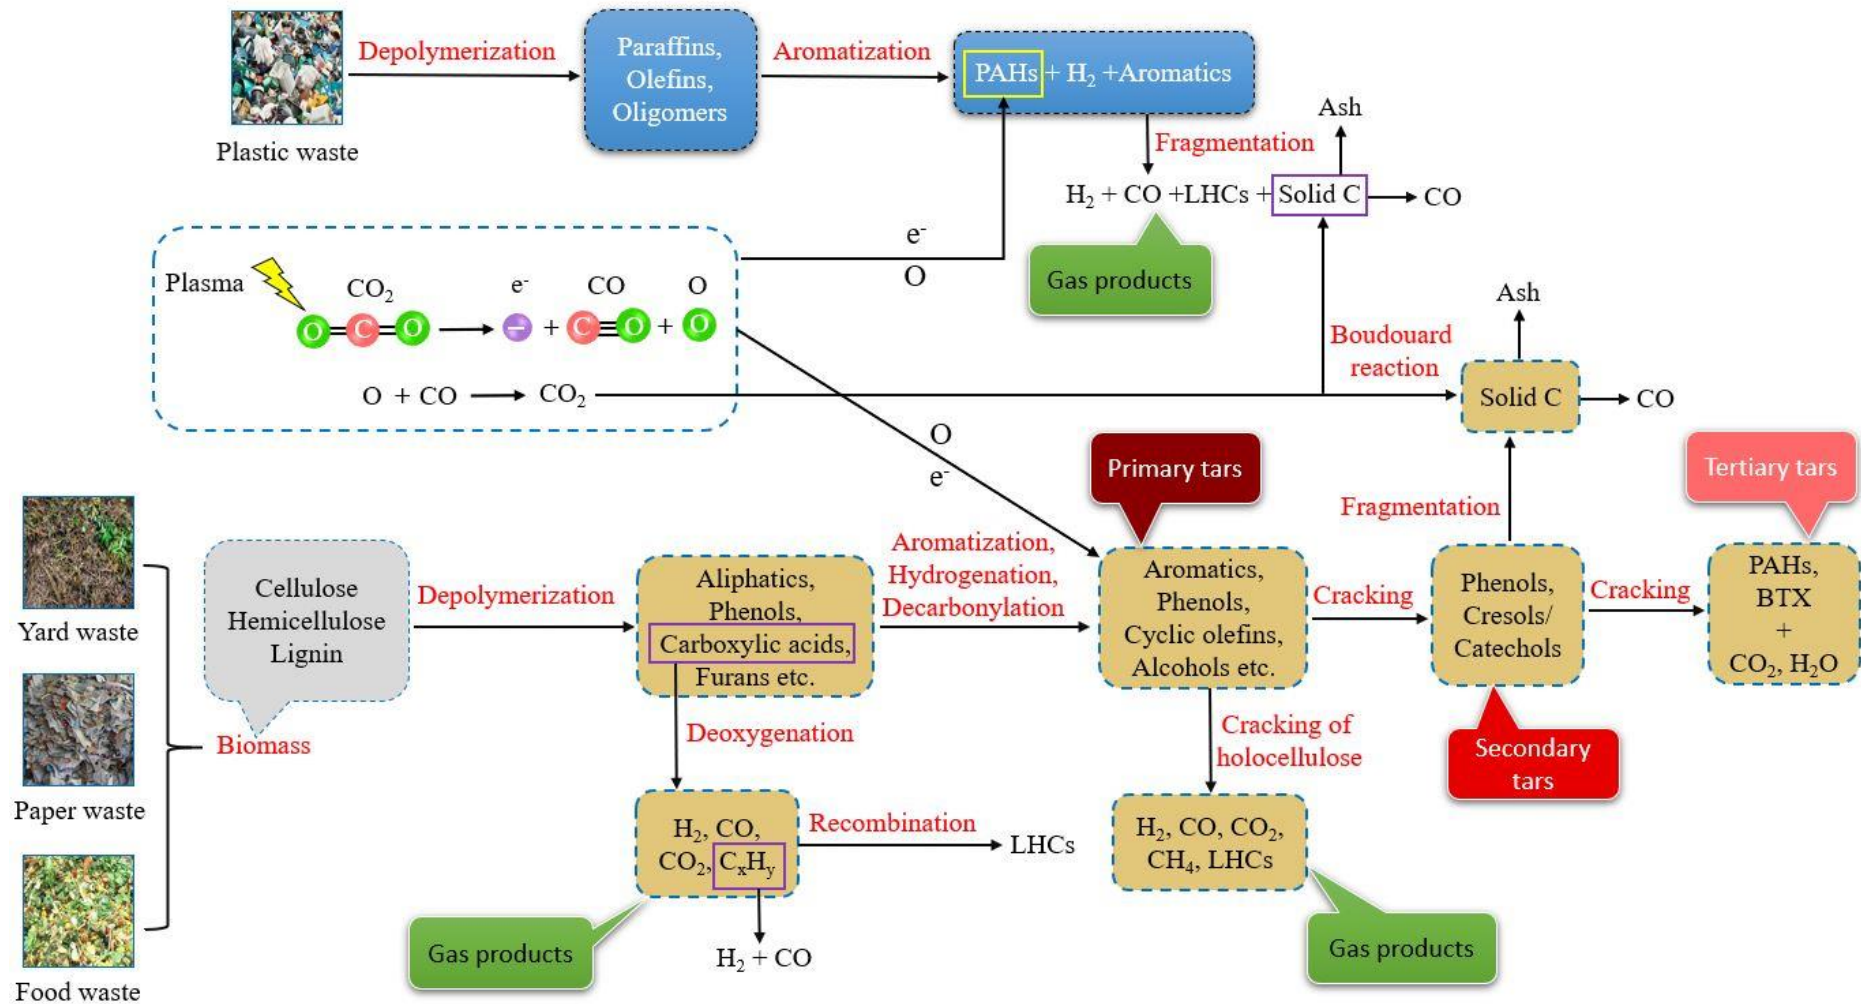 Depolymerization
Paraffins,
Olefins,
Oligomers
Aromatization
PAHs + H₂ +Aromatics
Plastic waste
Fragmentation
Ash
H₂ + CO +LHCs + Solid C
CO
Gas products
e⁻
O
Plasma
CO₂
e⁻
CO
O
O C O
− + C O + O
O + CO
CO₂
Boudouard
reaction
Ash
Solid C
CO
O
e⁻
Primary tars
Fragmentation
Tertiary tars
Yard waste
Paper waste
Food waste
Biomass
Cellulose
Hemicellulose
Lignin
Depolymerization
Aliphatics,
Phenols,
Carboxylic acids,
Furans etc.
Aromatization,
Hydrogenation,
Decarbonylation
Aromatics,
Phenols,
Cyclic olefins,
Alcohols etc.
Cracking
Phenols,
Cresols/
Catechols
Cracking
PAHs,
BTX
+
CO₂, H₂O
Secondary
tars
Deoxygenation
Cracking of
holocellulose
H₂, CO,
CO₂, CₓHᵧ
Recombination
LHCs
H₂, CO, CO₂,
CH₄, LHCs
Gas products
H₂ + CO
Gas products